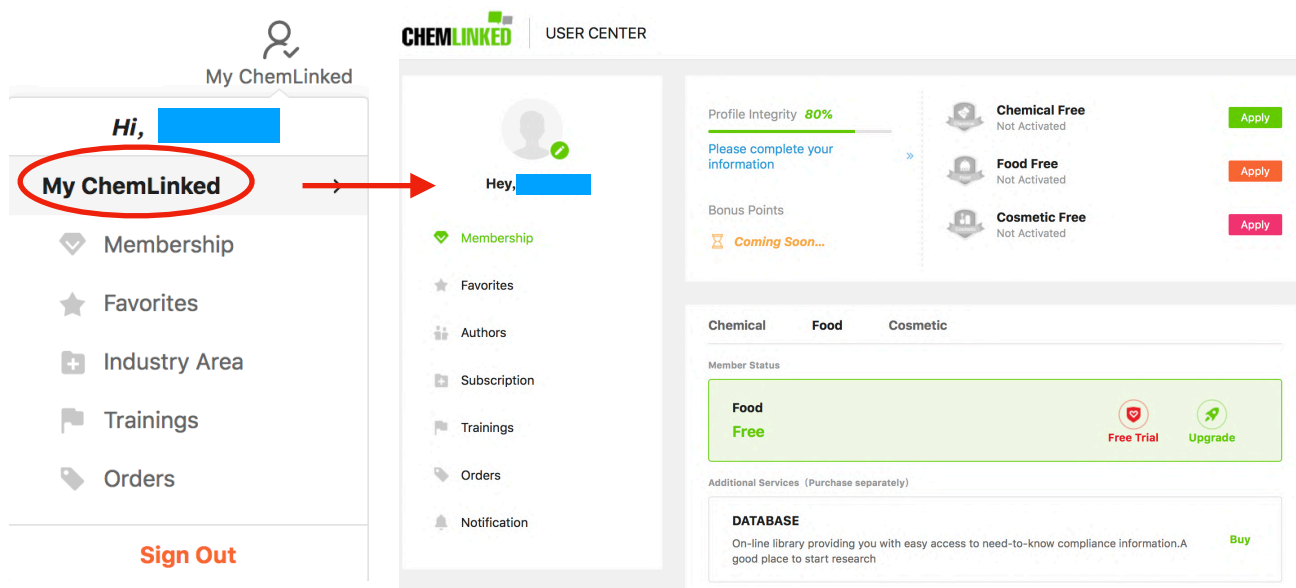 My ChemLinked
Hi,
My ChemLinked
Membership
Favorites
Industry Area
Trainings
Orders
Sign Out
CHEMLINKED
USER CENTER
Hey,
Membership
Favorites
Authors
Subscription
Trainings
Orders
Notification
Profile Integrity 80%
Please complete your
information
»
Bonus Points
Coming Soon...
Chemical Free
Not Activated
Apply
Food Free
Not Activated
Apply
Cosmetic Free
Not Activated
Apply
Chemical Food Cosmetic
Member Status
Food
Free
Free Trial
Upgrade
Additional Services (Purchase separately)
DATABASE
On-line library providing you with easy access to need-to-know compliance information.A
good place to start research
Buy